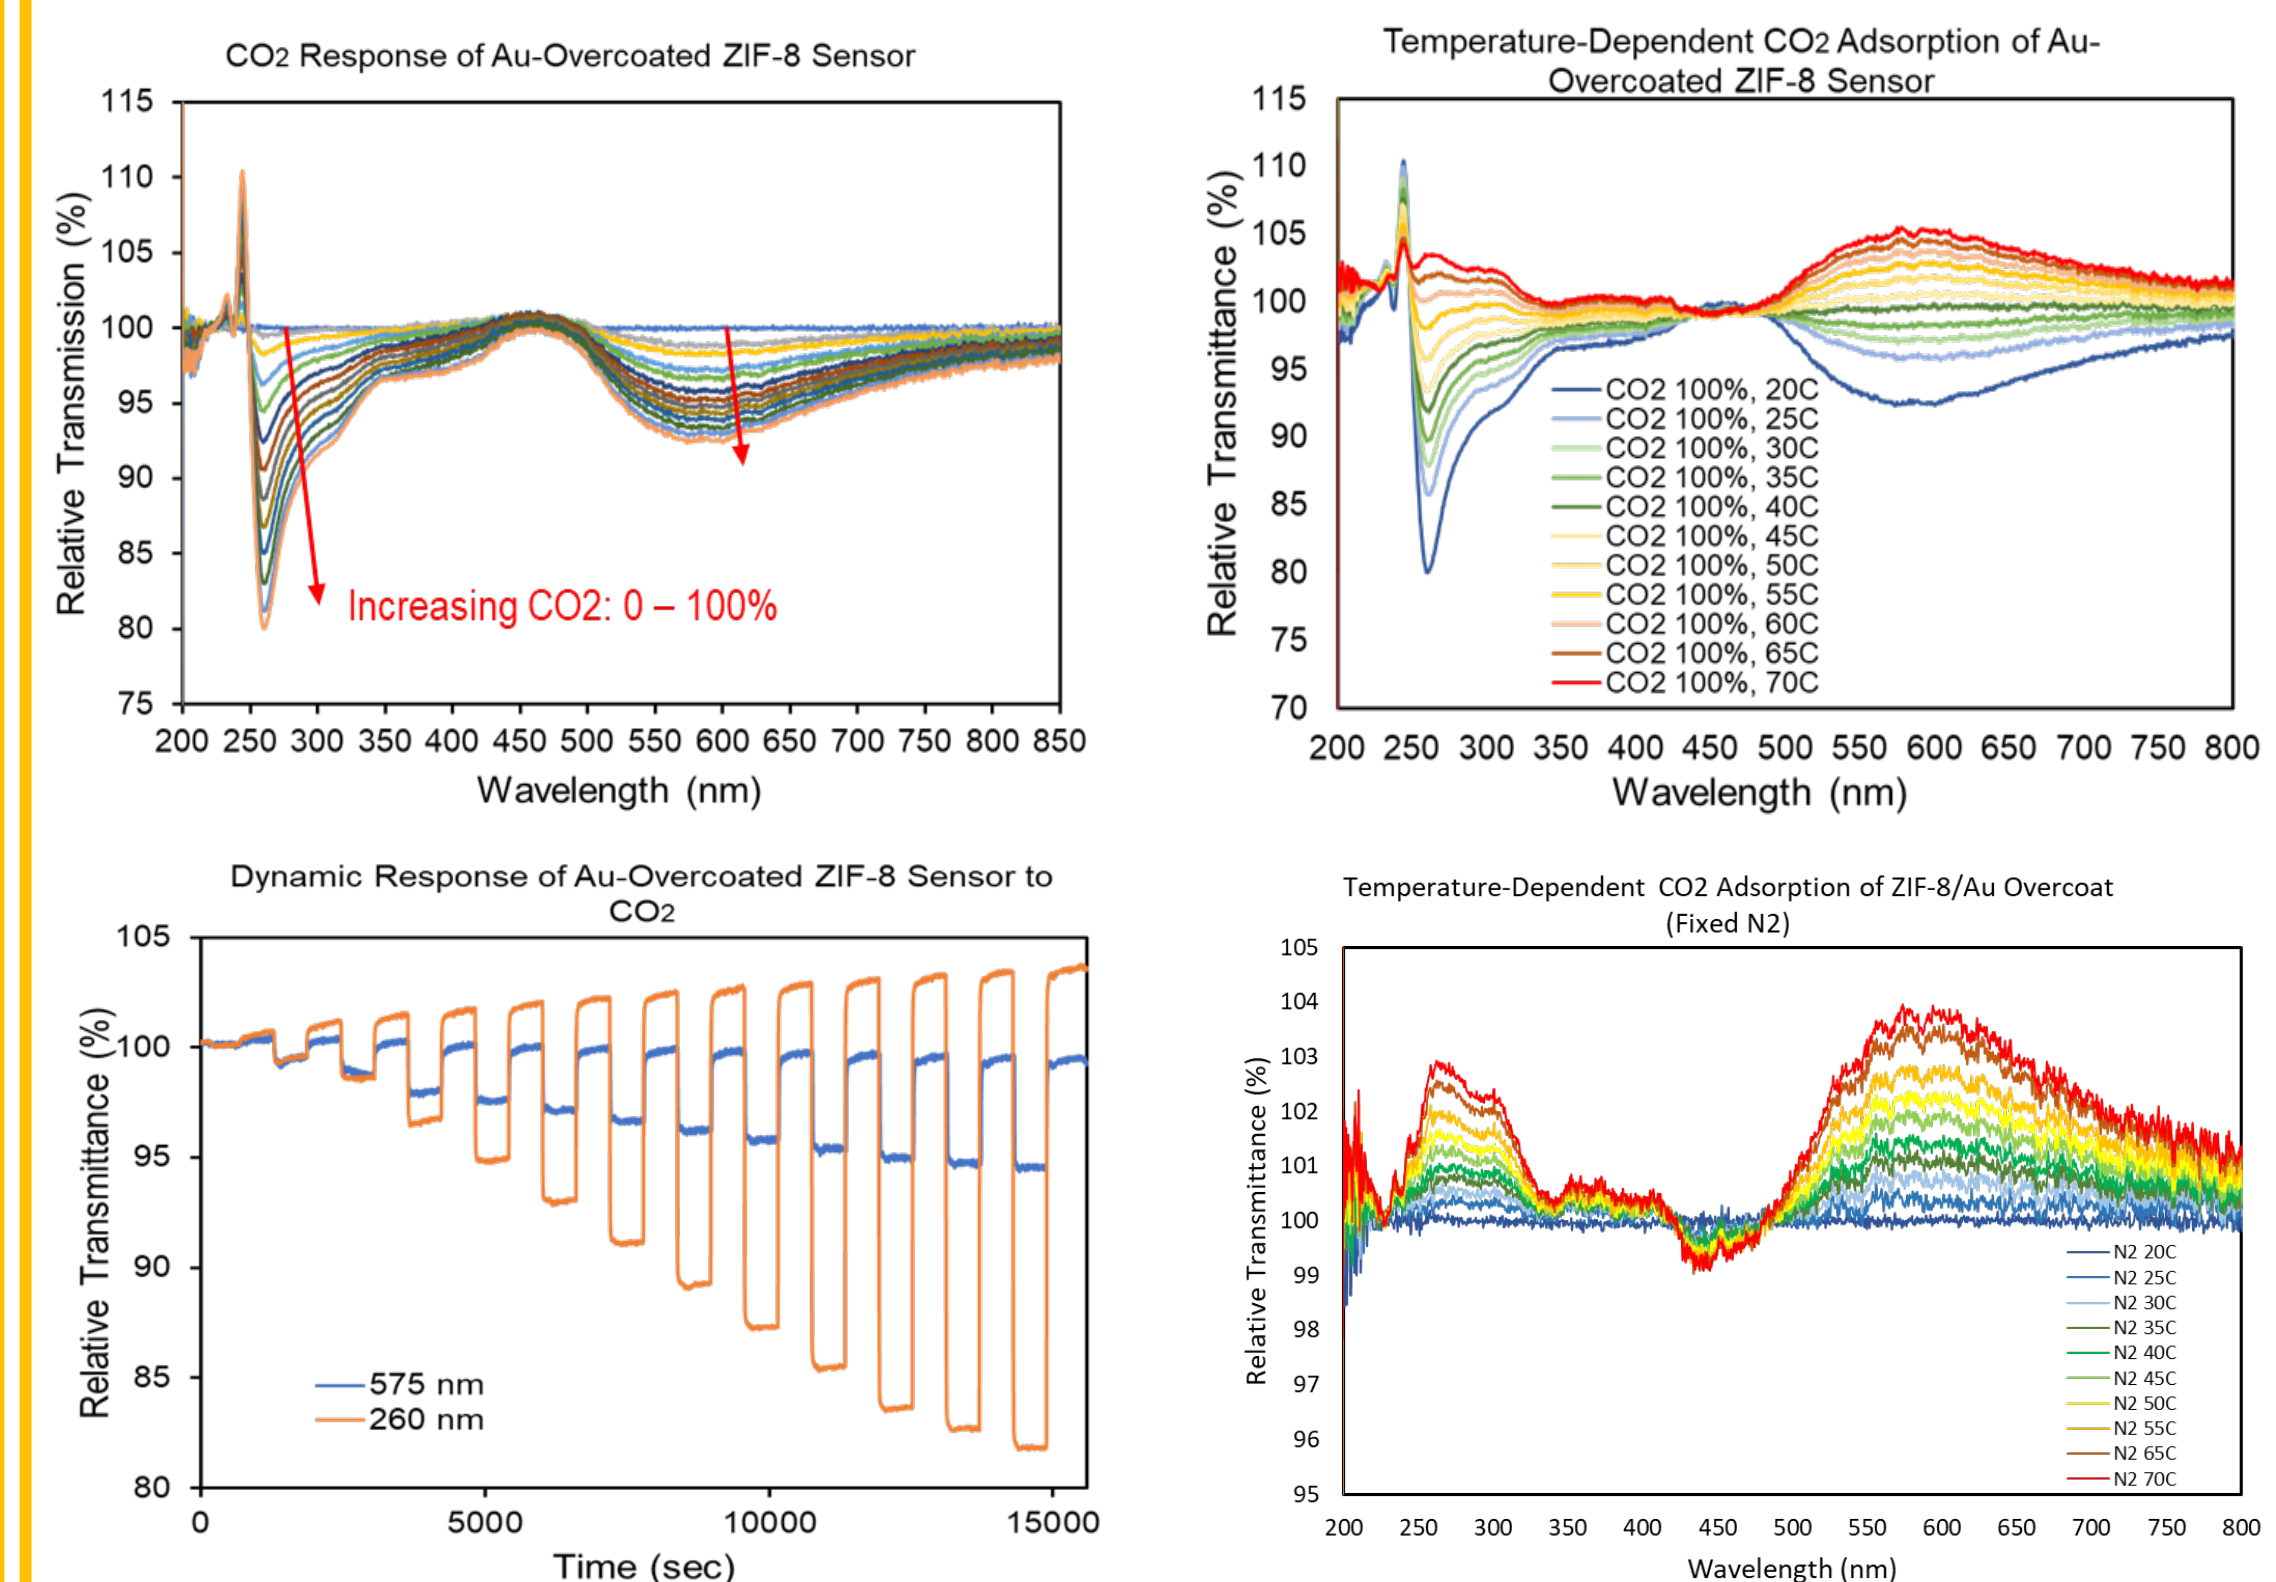 CO2 Response of Au-Overcoated ZIF-8 Sensor
115
110
105
100
95
90
85
80
75
Relative Transmission (%)
Increasing CO2: 0 – 100%
200 250 300 350 400 450 500 550 600 650 700 750 800 850
Wavelength (nm)
Temperature-Dependent CO2 Adsorption of Au-
Overcoated ZIF-8 Sensor
115
110
105
100
95
90
85
80
75
70
Relative Transmittance (%)
CO2 100%, 20C
CO2 100%, 25C
CO2 100%, 30C
CO2 100%, 35C
CO2 100%, 40C
CO2 100%, 45C
CO2 100%, 50C
CO2 100%, 55C
CO2 100%, 60C
CO2 100%, 65C
CO2 100%, 70C
200 250 300 350 400 450 500 550 600 650 700 750 800
Wavelength (nm)
Dynamic Response of Au-Overcoated ZIF-8 Sensor to
CO2
105
100
95
90
85
80
Relative Transmittance (%)
575 nm
260 nm
0 5000 10000 15000
Time (sec)
Temperature-Dependent CO2 Adsorption of ZIF-8/Au Overcoat
(Fixed N2)
105
104
103
102
101
100
99
98
97
96
95
Relative Transmittance (%)
N2 20C
N2 25C
N2 30C
N2 35C
N2 40C
N2 45C
N2 50C
N2 55C
N2 65C
N2 70C
200 250 300 350 400 450 500 550 600 650 700 750 800
Wavelength (nm)